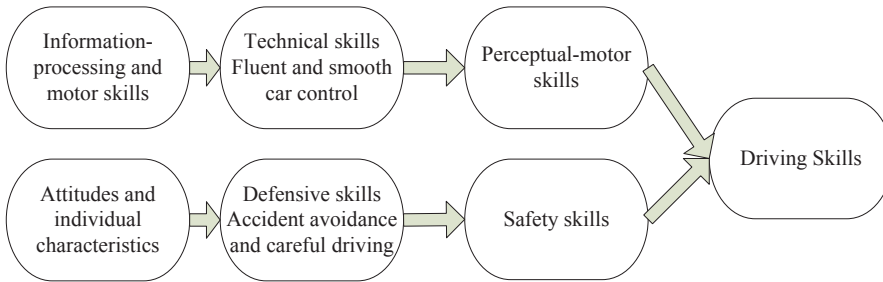 Information-
processing and
motor skills
Technical skills
Fluent and smooth
car control
Perceptual-motor
skills
Driving Skills
Attitudes and
individual
characteristics
Defensive skills
Accident avoidance
and careful driving
Safety skills